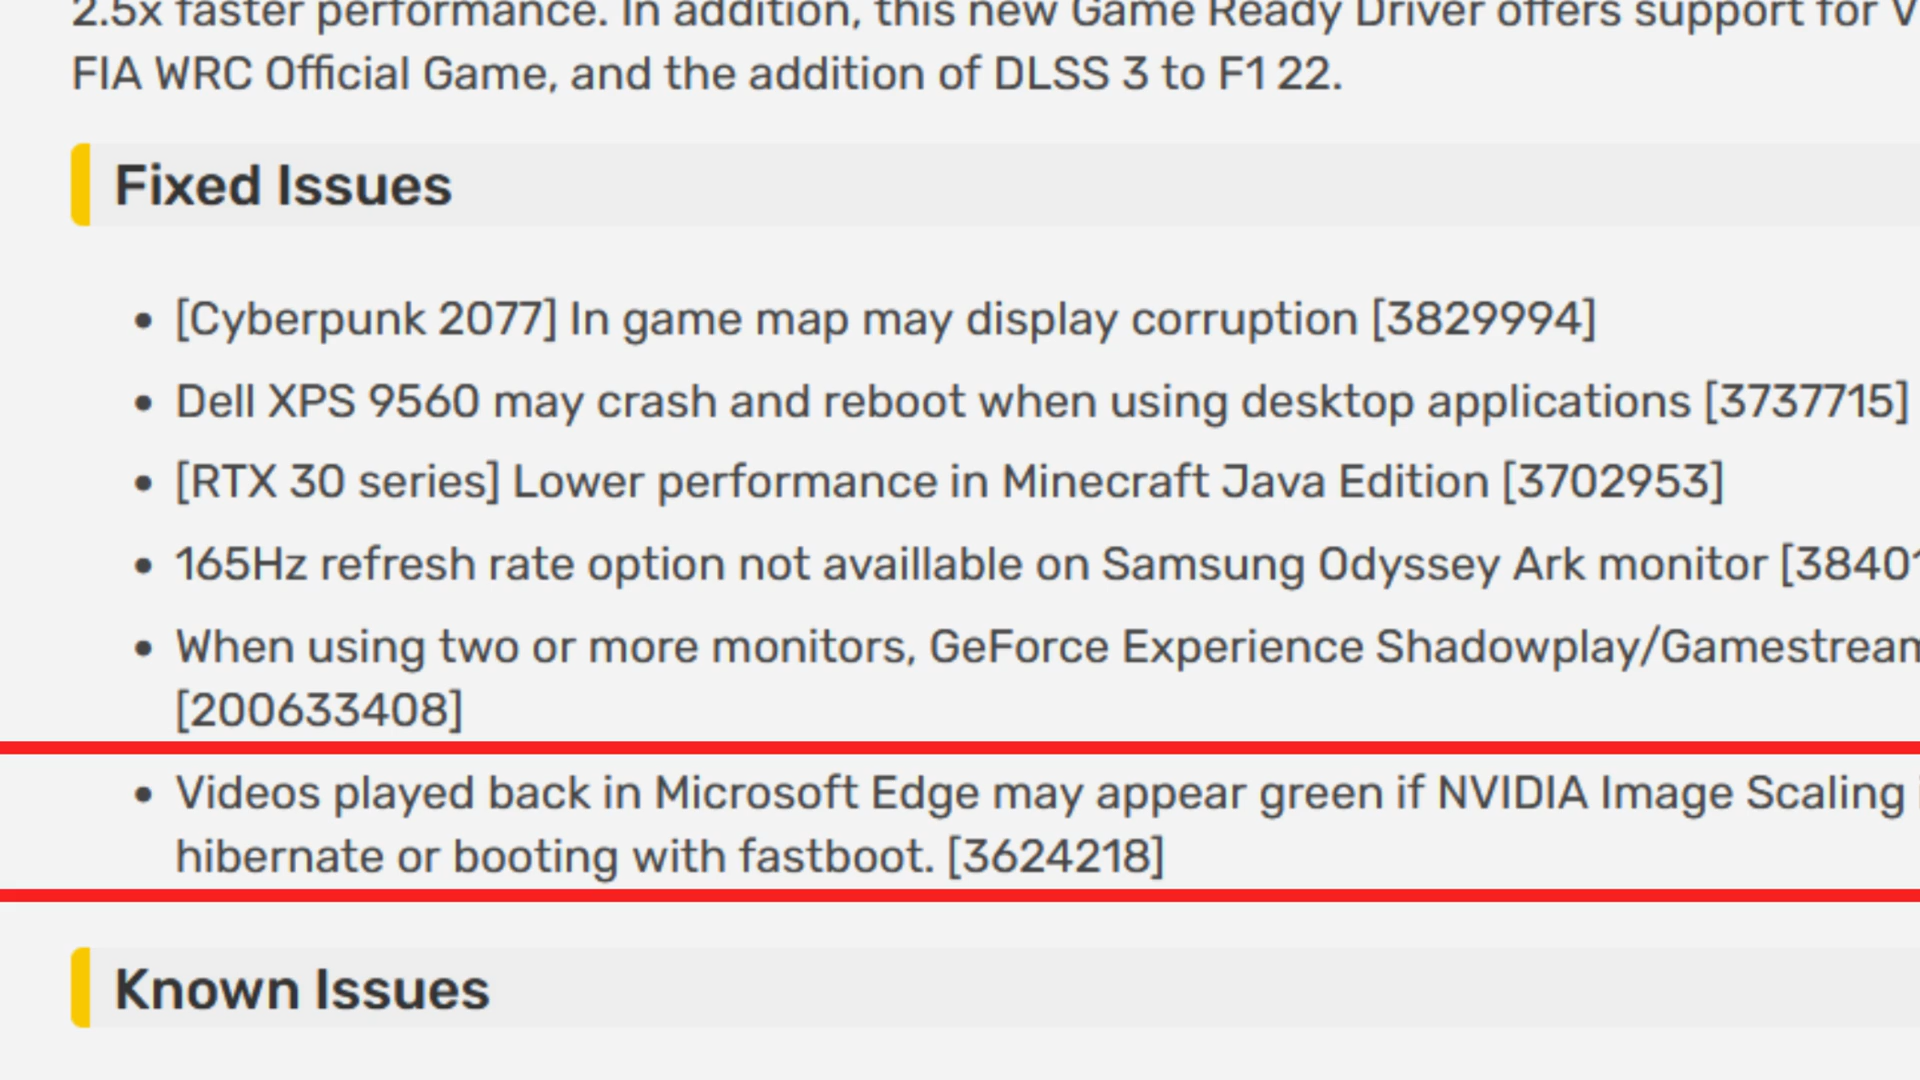 2.5x faster performance. In addition, this new Game Ready Driver offers support for V
FIA WRC Official Game, and the addition of DLSS 3 to F1 22.
Fixed Issues
• [Cyberpunk 2077] In game map may display corruption [3829994]
• Dell XPS 9560 may crash and reboot when using desktop applications [3737715]
• [RTX 30 series] Lower performance in Minecraft Java Edition [3702953]
• 165Hz refresh rate option not availlable on Samsung Odyssey Ark monitor [38401
• When using two or more monitors, GeForce Experience Shadowplay/Gamestream
[200633408]
• Videos played back in Microsoft Edge may appear green if NVIDIA Image Scaling
hibernate or booting with fastboot. [3624218]
Known Issues